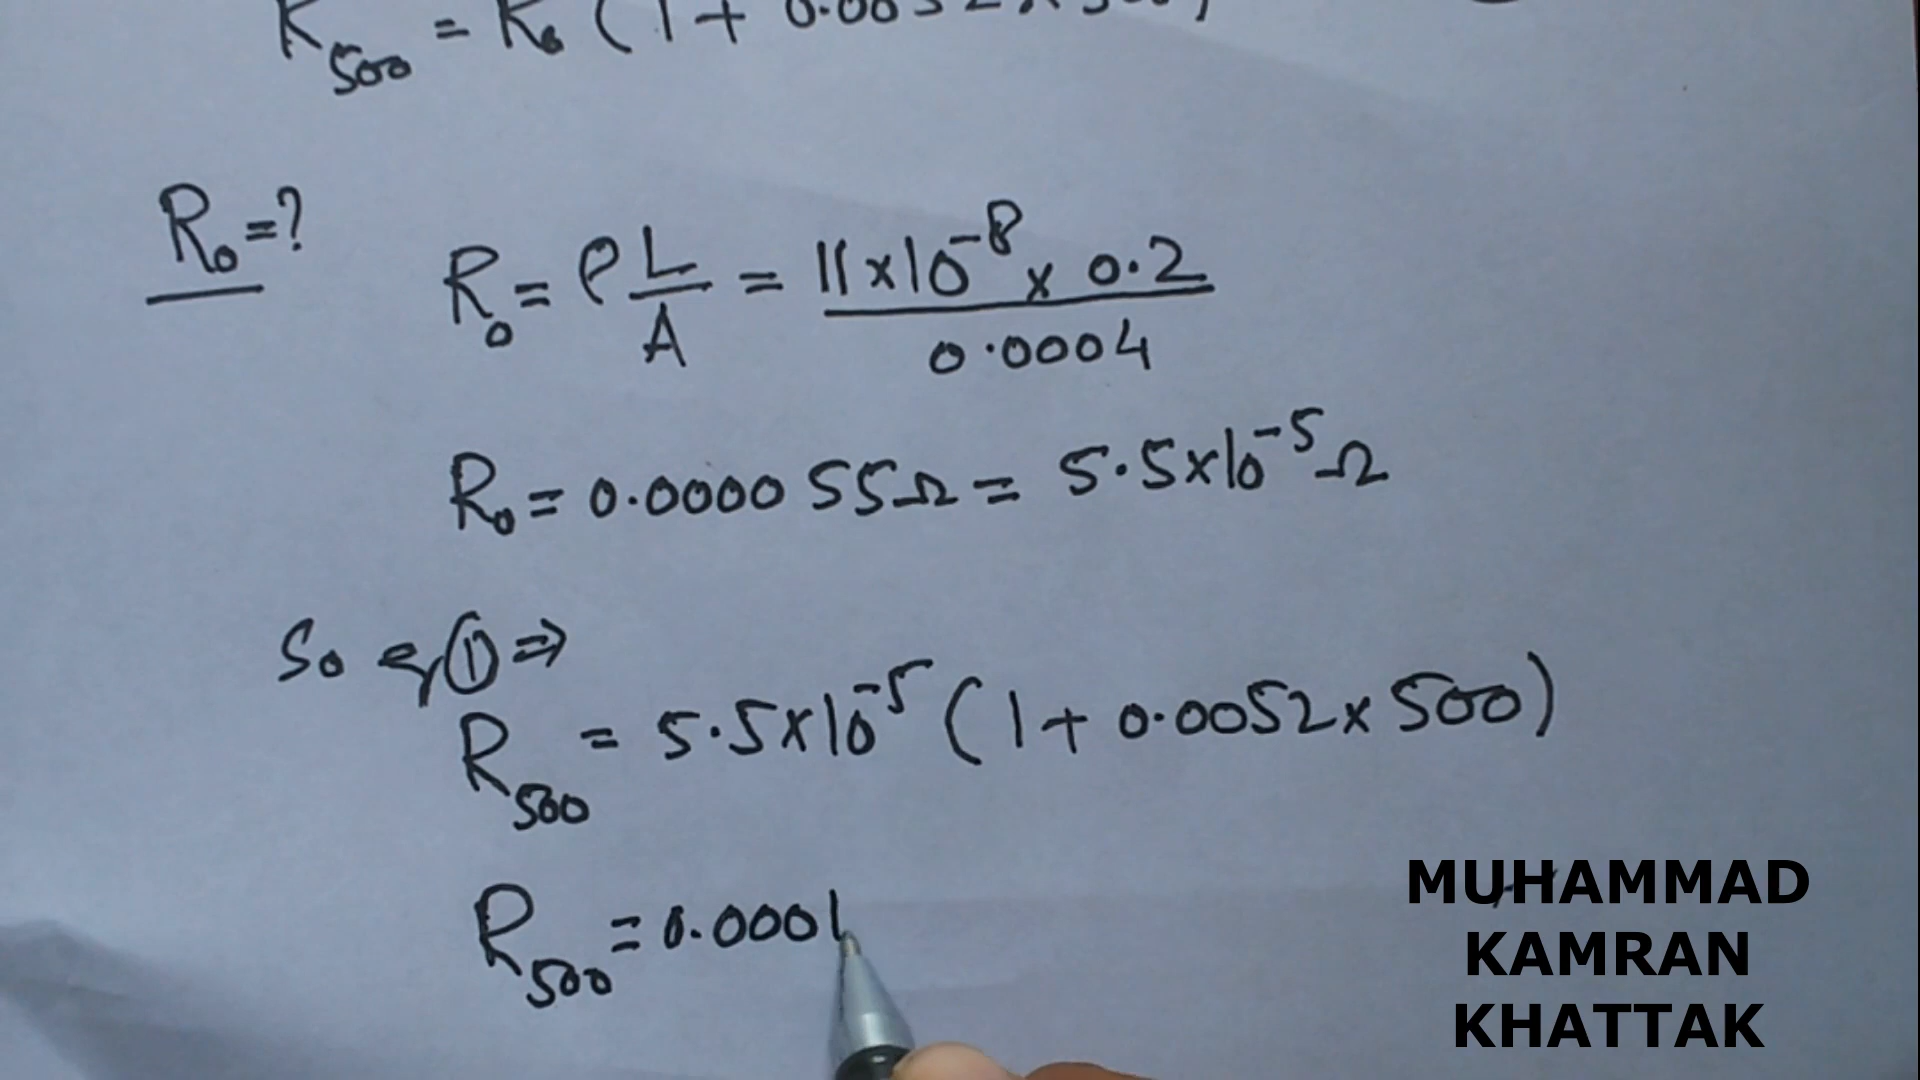 R500 = R0 (1 + 0.0052 × 500)
R0 = ?
R0 = ρ L/A = 11×10^-8 × 0.2 / 0.0004
R0 = 0.000055Ω = 5.5×10^-5 Ω
So eq ① ⇒
R500 = 5.5×10^-5 (1 + 0.0052 × 500)
R500 = 0.0001
MUHAMMAD
KAMRAN
KHATTAK